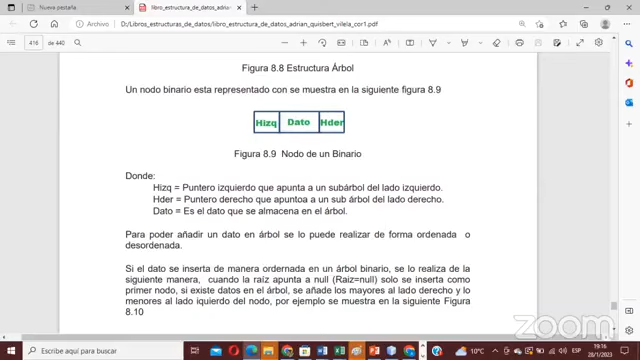 Nueva pestaña
libro_estructura_de_datos_adrian_
Archivo
D:/Libros_estructuras_de_datos/libro_estructura_de_datos_adrian_quisbert_vilela_cor1.pdf
416 de 440
Figura 8.8 Estructura Árbol
Un nodo binario esta representado con se muestra en la siguiente figura 8.9
Hizq Dato Hder
Figura 8.9 Nodo de un Binario
Donde:
Hizq = Puntero izquierdo que apunta a un subárbol del lado izquierdo.
Hder = Puntero derecho que apuntoa a un sub árbol del lado derecho.
Dato = Es el dato que se almacena en el árbol.
Para poder añadir un dato en árbol se lo puede realizar de forma ordenada o
desordenada.
Si el dato se inserta de manera ordernada en un árbol binario, se lo realiza de la
siguiente manera, cuando la raíz apunta a null (Raiz=null) solo se inserta como
primer nodo, si existe datos en el árbol, se añade los mayores al lado derecho y lo
menores al lado iquierdo del nodo, por ejemplo se muestra en la siguiente Figura
8.10
zoom
Escribe aquí para buscar
10°C
ESP
19:16
28/1/2023